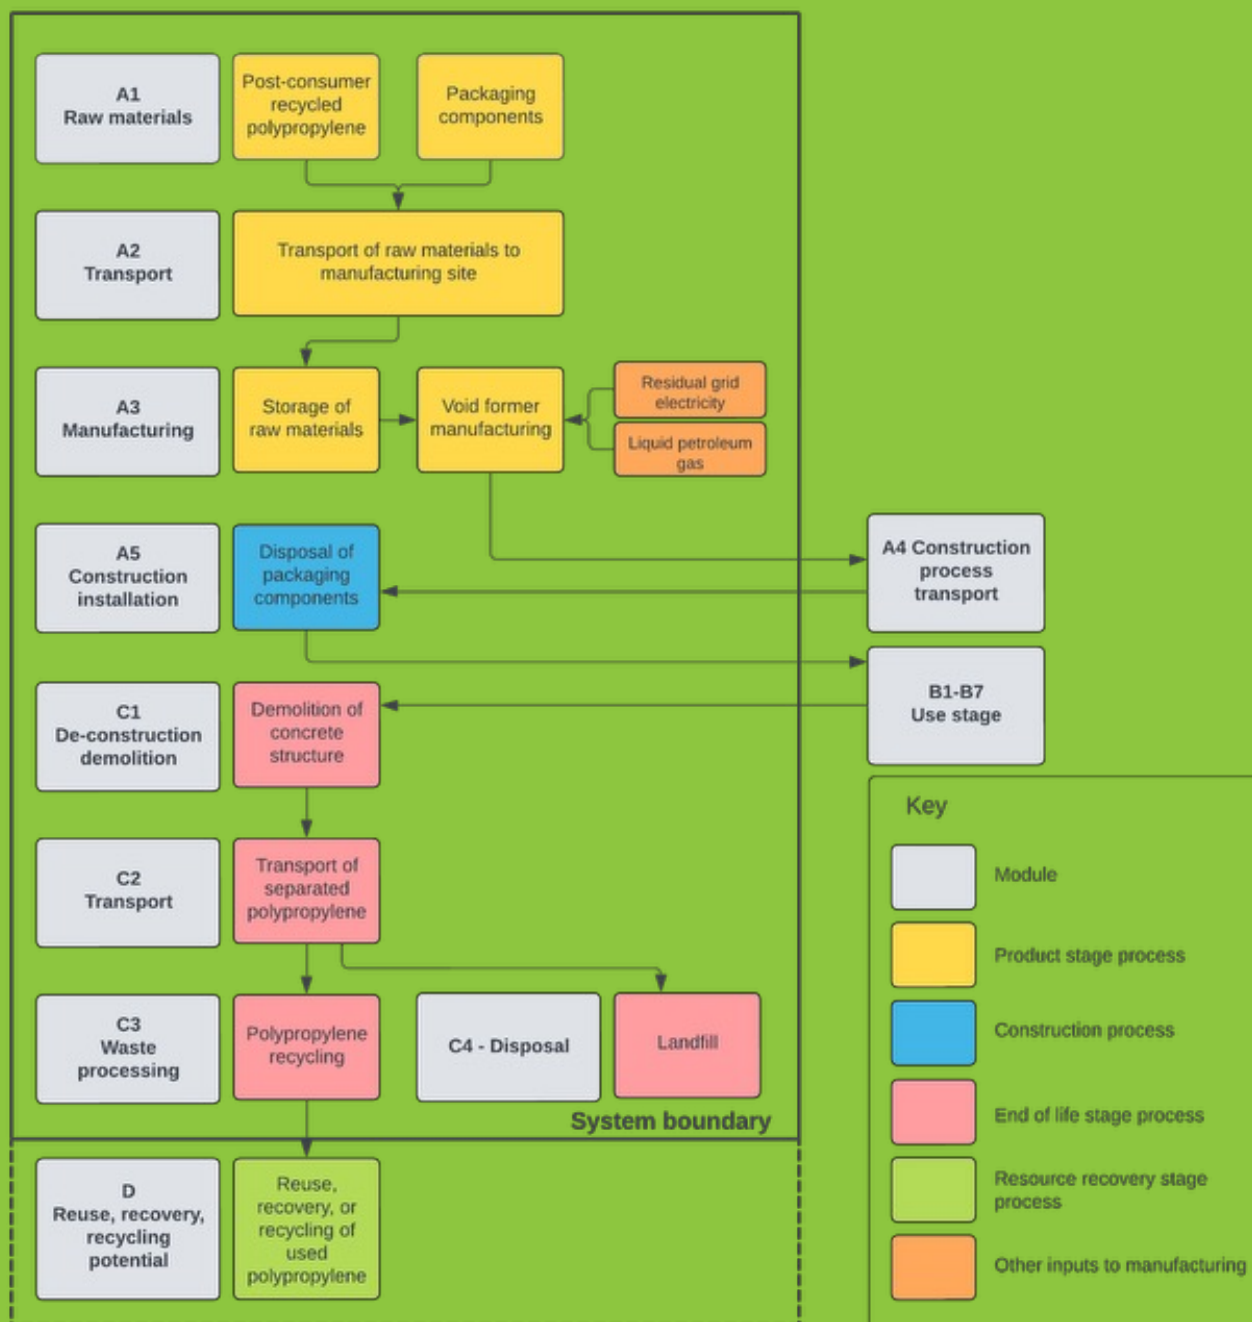 A1
Raw materials
Post-consumer
recycled
polypropylene
Packaging
components
A2
Transport
Transport of raw materials to
manufacturing site
A3
Manufacturing
Storage of
raw materials
Void former
manufacturing
Residual grid
electricity
Liquid petroleum
gas
A5
Construction
installation
Disposal of
packaging
components
A4 Construction
process
transport
B1-B7
Use stage
C1
De-construction
demolition
Demolition of
concrete
structure
C2
Transport
Transport of
separated
polypropylene
C3
Waste
processing
Polypropylene
recycling
C4 - Disposal
Landfill
System boundary
D
Reuse, recovery,
recycling
potential
Reuse,
recovery, or
recycling of
used
polypropylene
Key
Module
Product stage process
Construction process
End of life stage process
Resource recovery stage
process
Other inputs to manufacturing